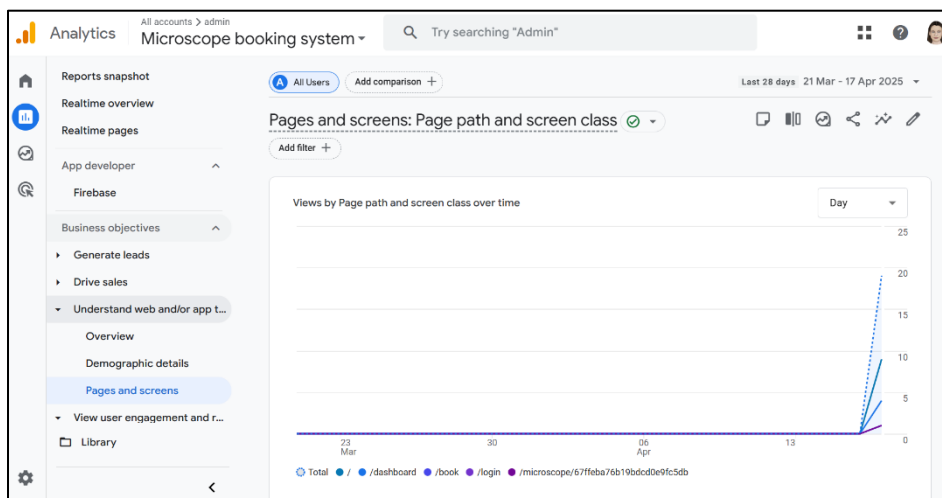 Analytics
All accounts > admin
Microscope booking system
Try searching "Admin"
Reports snapshot
Realtime overview
Realtime pages
App developer
Firebase
Business objectives
Generate leads
Drive sales
Understand web and/or app t...
Overview
Demographic details
Pages and screens
View user engagement and r...
Library
A All Users
Add comparison +
Last 28 days 21 Mar - 17 Apr 2025
Pages and screens: Page path and screen class
Add filter +
Views by Page path and screen class over time
Day
25
20
15
10
5
0
23
Mar
30
06
Apr
13
Total / /dashboard /book /login /microscope/67ffeba76b19bdcd0e9fc5db